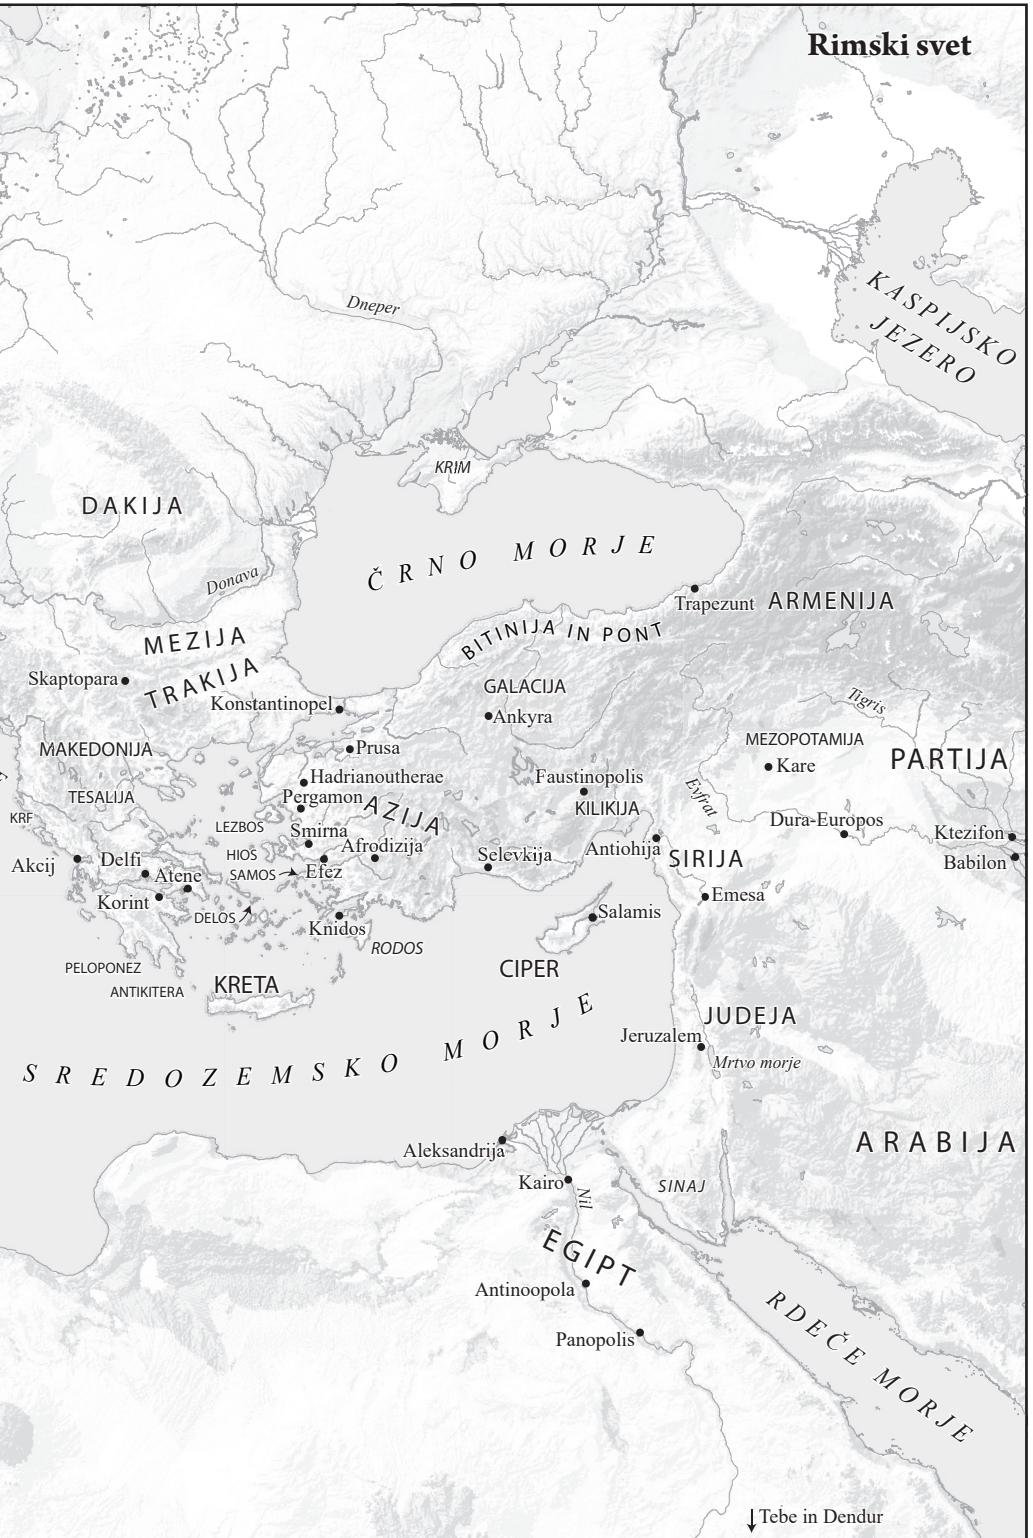 Rimski svet
Dneper
KASPIJSKO
JEZERO
KRIM
DAKIJA
ČRNO MORJE
Donava
Trapezunt
ARMENIJA
MEZIJA
BITINIJA IN PONT
Skaptopara
TRAKIJA
GALACIJA
Konstantinopel
Ankyra
Tigris
MAKEDONIJA
Prusa
MEZOPOTAMIJA
PARTIJA
Kare
Hadrianoutherae
Faustinopolis
TESALIJA
Pergamon
AZIJA
KILIKIJA
Evfrat
KRF
LEZBOS
Smirna
Dura-Europos
Ktezifon
Akcij
Delfi
HIOS
Afrodizija
Selevkija
Antiohija
SIRIJA
Babilon
Atene
SAMOS
Efez
Emesa
Korint
DELOS
Knidos
Salamis
RODOS
PELOPONEZ
CIPER
ANTIKITERA
KRETA
JUDEJA
Jeruzalem
SREDOZEMSKO MORJE
Mrtvo morje
Aleksandrija
ARABIJA
Kairo
Nil
SINAJ
EGIPT
Antinoopola
RDEČE MORJE
Panopolis
Tebe in Dendur